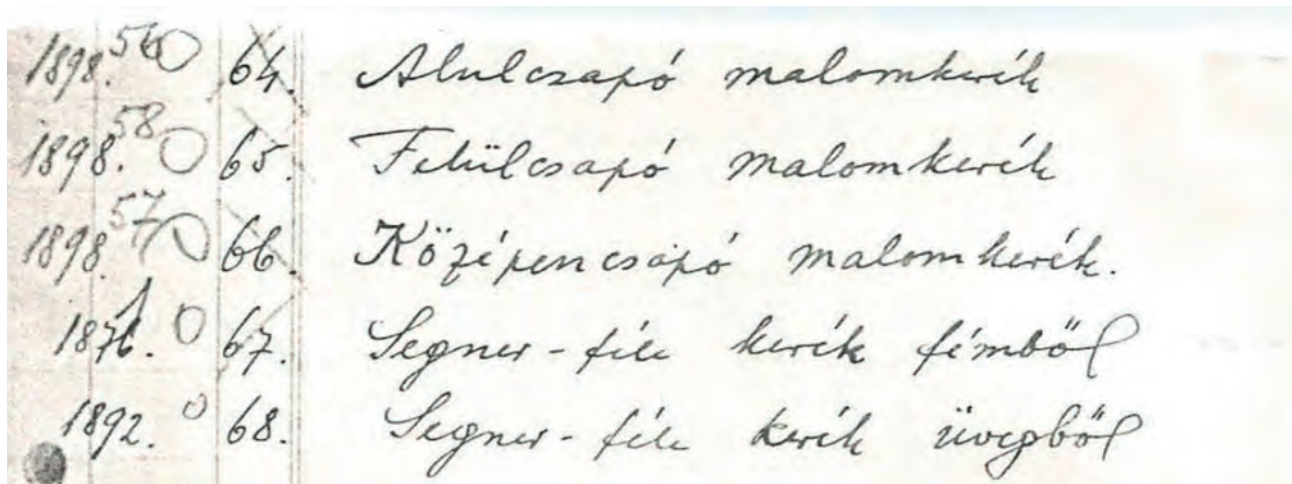 1898. 56 64. Alulcsapó malomkerék
1898. 58 65. Felülcsapó malomkerék
1898. 57 66. Középencsapó malomkerék.
1876. 67. Segner-féle kerék fémből
1892. 68. Segner-féle kerék üvegből